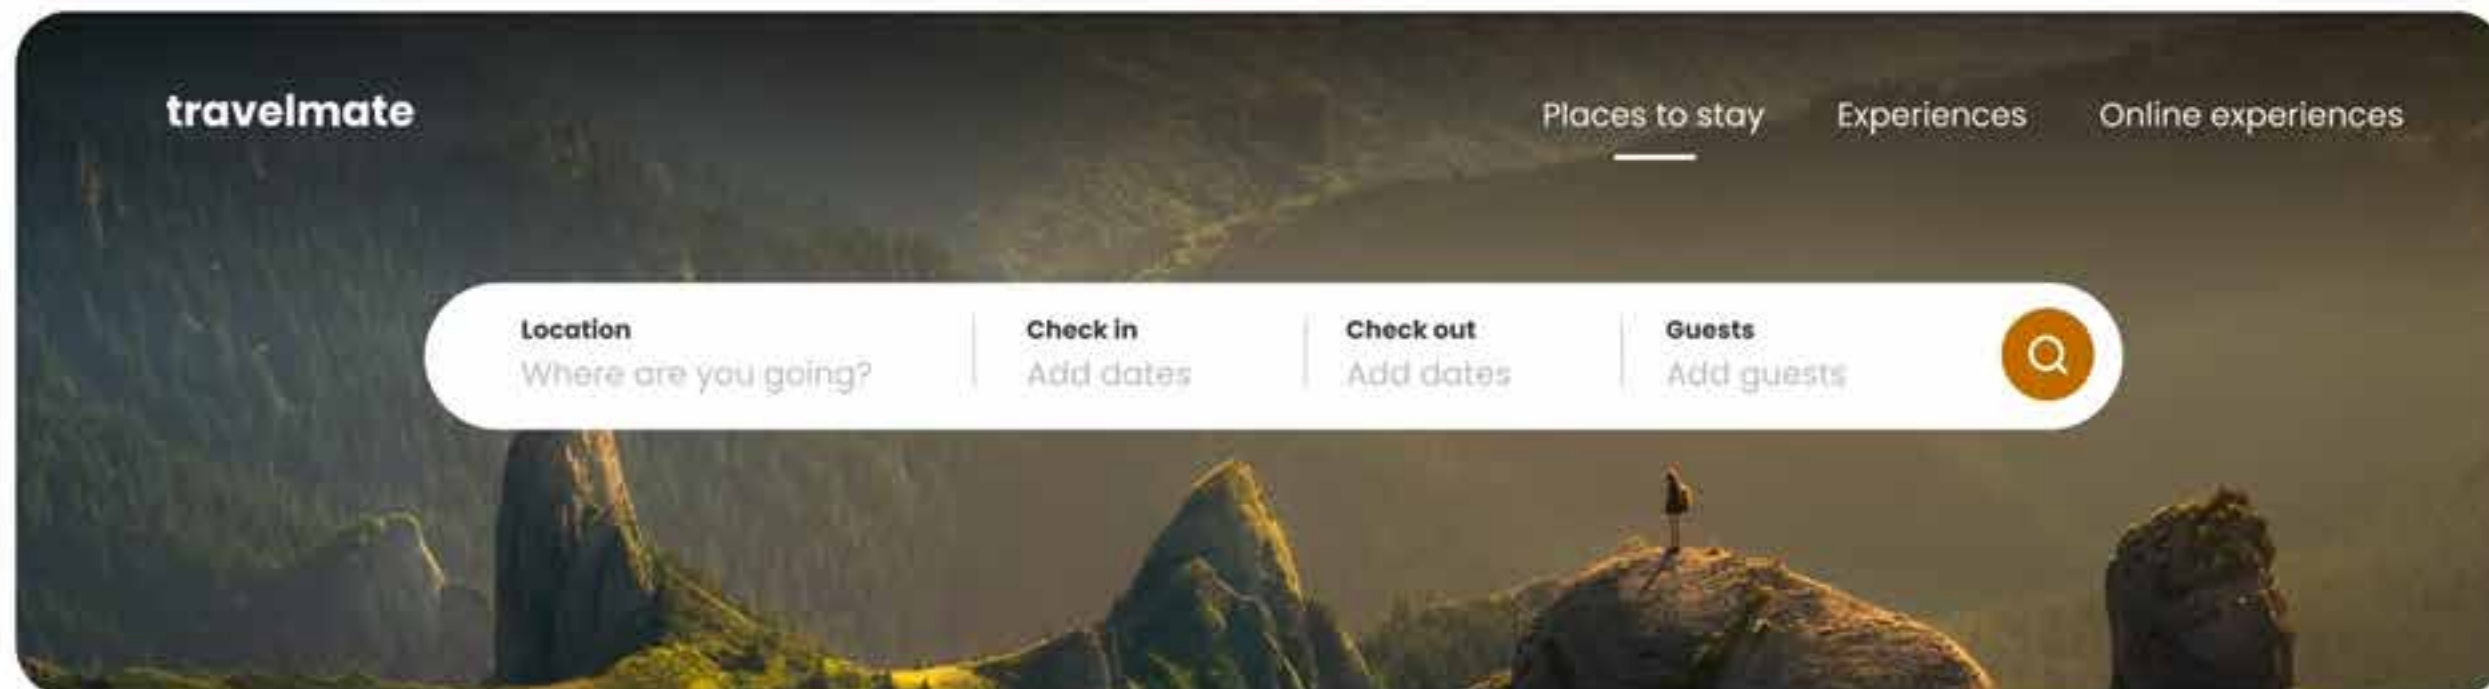 travelmate
Places to stay
Experiences
Online experiences
Location
Where are you going?
Check in
Add dates
Check out
Add dates
Guests
Add guests